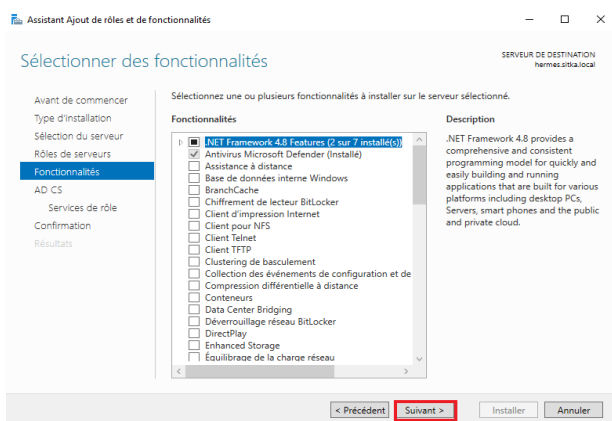 Assistant Ajout de rôles et de fonctionnalités
Sélectionner des fonctionnalités
SERVEUR DE DESTINATION
hermes.sitka.local
Avant de commencer
Type d'installation
Sélection du serveur
Rôles de serveurs
Fonctionnalités
AD CS
Services de rôle
Confirmation
Résultats
Sélectionnez une ou plusieurs fonctionnalités à installer sur le serveur sélectionné.
Fonctionnalités
.NET Framework 4.8 Features (2 sur 7 installé(s))
Antivirus Microsoft Defender (Installé)
Assistance à distance
Base de données interne Windows
BranchCache
Chiffrement de lecteur BitLocker
Client d'impression Internet
Client pour NFS
Client Telnet
Client TFTP
Clustering de basculement
Collection des événements de configuration et de
Compression différentielle à distance
Conteneurs
Data Center Bridging
Déverrouillage réseau BitLocker
DirectPlay
Enhanced Storage
Équilibrage de la charge réseau
Description
.NET Framework 4.8 provides a
comprehensive and consistent
programming model for quickly and
easily building and running
applications that are built for various
platforms including desktop PCs,
Servers, smart phones and the public
and private cloud.
< Précédent
Suivant >
Installer
Annuler